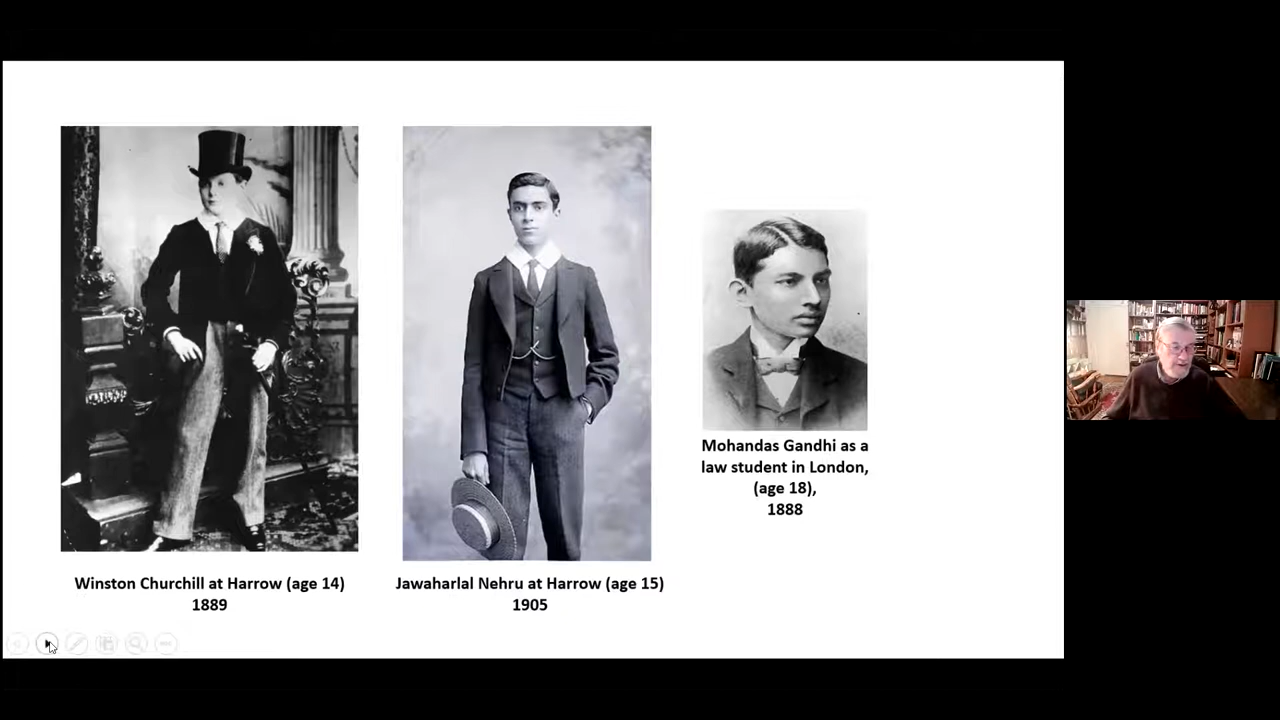 Winston Churchill at Harrow (age 14)
1889
Jawaharlal Nehru at Harrow (age 15)
1905
Mohandas Gandhi as a
law student in London,
(age 18),
1888